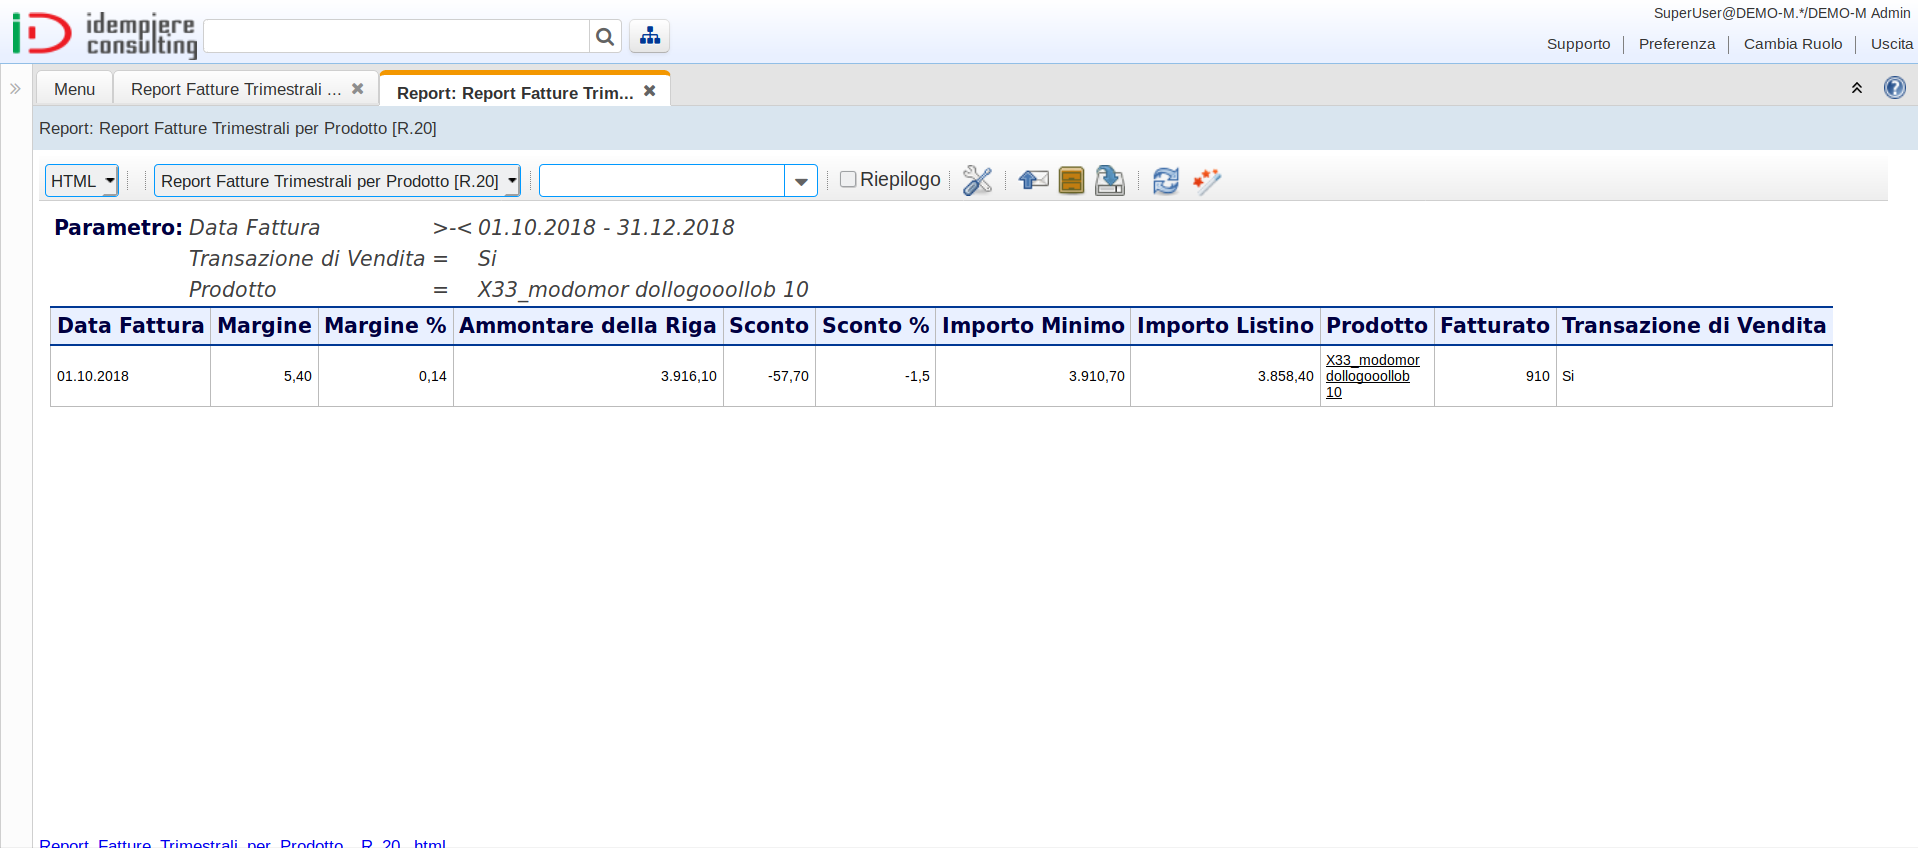 SuperUser@DEMO-M.*/DEMO-M Admin
idempiere
consulting
Supporto Preferenza Cambia Ruolo Uscita
Menu Report Fatture Trimestrali ... Report: Report Fatture Trim...
Report: Report Fatture Trimestrali per Prodotto [R.20]
HTML Report Fatture Trimestrali per Prodotto [R.20] Riepilogo
Parametro: Data Fattura >-< 01.10.2018 - 31.12.2018
Transazione di Vendita = Si
Prodotto = X33_modomor dollogooollob 10
Data Fattura Margine Margine % Ammontare della Riga Sconto Sconto % Importo Minimo Importo Listino Prodotto Fatturato Transazione di Vendita
01.10.2018 5,40 0,14 3.916,10 -57,70 -1,5 3.910,70 3.858,40 X33_modomor dollogooollob 10 910 Si
Report_Fatture_Trimestrali_per_Prodotto__R_20_.html